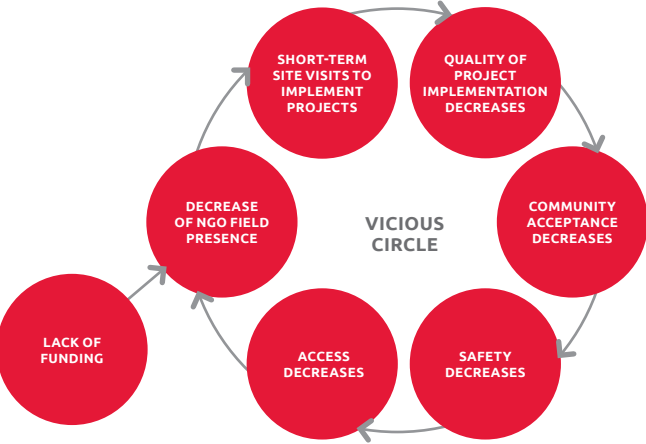 SHORT-TERM
SITE VISITS TO
IMPLEMENT
PROJECTS
QUALITY OF
PROJECT
IMPLEMENTATION
DECREASES
COMMUNITY
ACCEPTANCE
DECREASES
SAFETY
DECREASES
ACCESS
DECREASES
DECREASE
OF NGO FIELD
PRESENCE
LACK OF
FUNDING
VICIOUS
CIRCLE